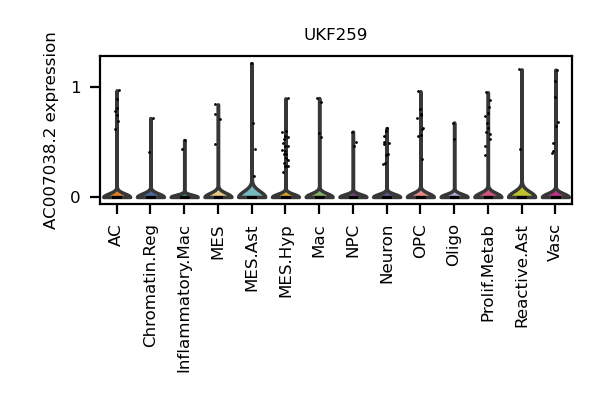 UKF259
AC007038.2 expression
1
0
AC
Chromatin.Reg
Inflammatory.Mac
MES
MES.Ast
MES.Hyp
Mac
NPC
Neuron
OPC
Oligo
Prolif.Metab
Reactive.Ast
Vasc